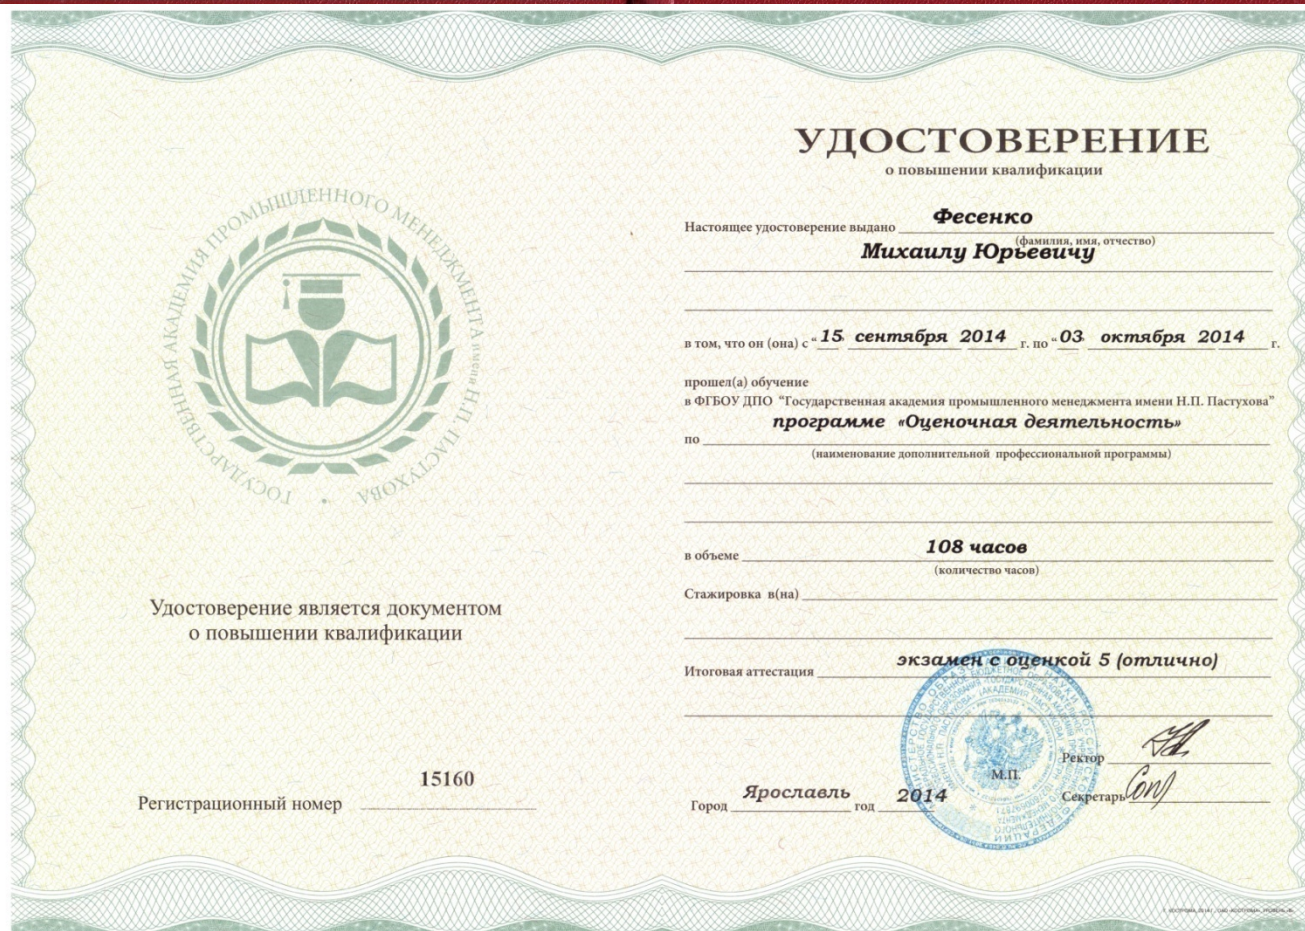 ГОСУДАРСТВЕННАЯ АКАДЕМИЯ ПРОМЫШЛЕННОГО МЕНЕДЖМЕНТА имени Н.П. ПАСТУХОВА
Удостоверение является документом
о повышении квалификации
15160
Регистрационный номер
УДОСТОВЕРЕНИЕ
о повышении квалификации
Настоящее удостоверение выдано Фесенко
(фамилия, имя, отчество)
Михаилу Юрьевичу
в том, что он (она) с “15” сентября 2014 г. по “03” октября 2014 г.
прошел(а) обучение
в ФГБОУ ДПО “Государственная академия промышленного менеджмента имени Н.П. Пастухова”
по программе «Оценочная деятельность»
(наименование дополнительной профессиональной программы)
в объеме 108 часов
(количество часов)
Стажировка в(на)
Итоговая аттестация экзамен с оценкой 5 (отлично)
Ректор
М.П.
Город Ярославль год 2014
Секретарь